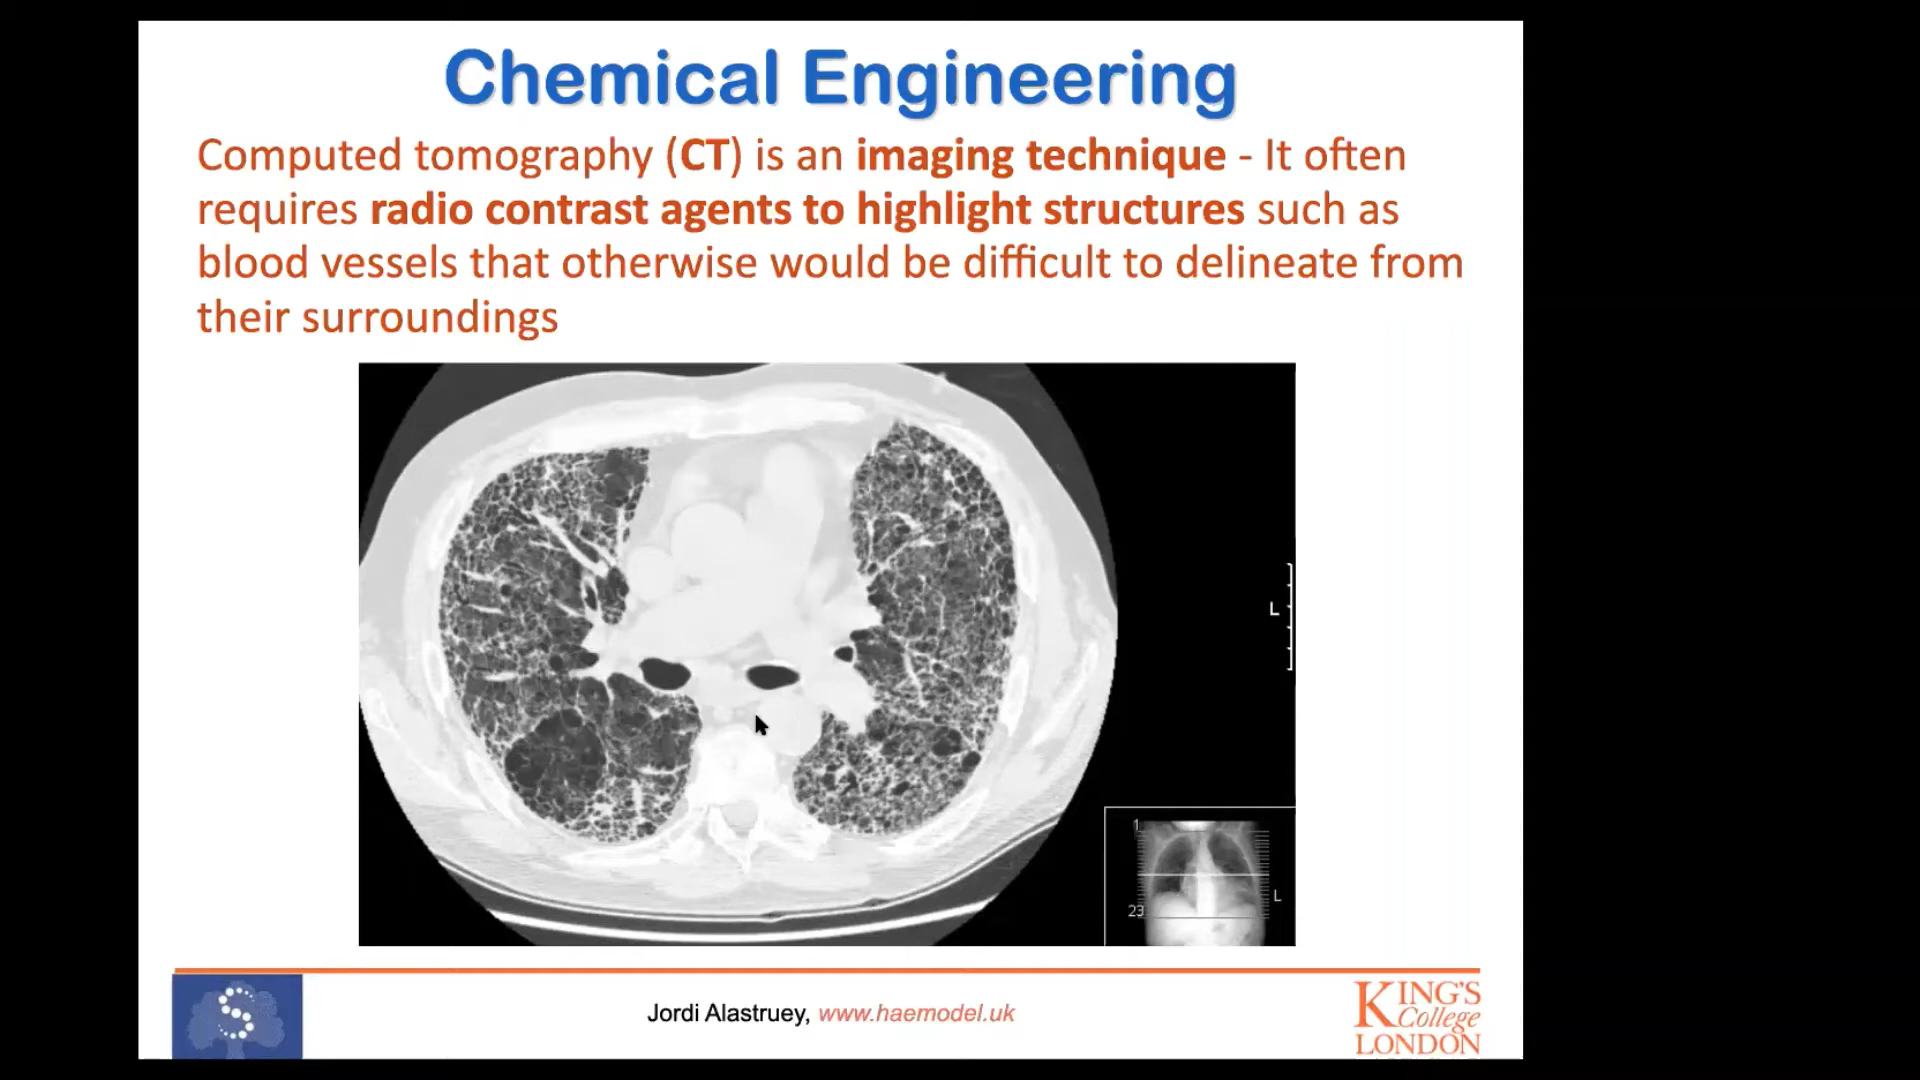 Chemical Engineering
Computed tomography (CT) is an imaging technique - It often
requires radio contrast agents to highlight structures such as
blood vessels that otherwise would be difficult to delineate from
their surroundings
L
1
L
23
S
Jordi Alastruey, www.haemodel.uk
KING'S
College
LONDON